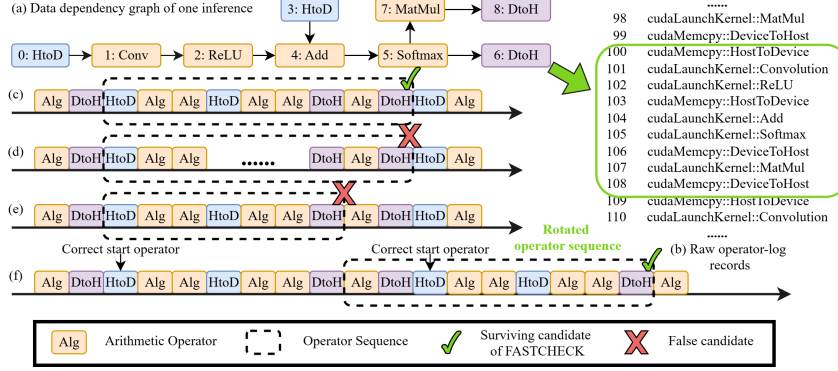 (a) Data dependency graph of one inference
3: HtoD
7: MatMul
8: DtoH
0: HtoD
1: Conv
2: ReLU
4: Add
5: Softmax
6: DtoH
......
98 cudaLaunchKernel::MatMul
99 cudaMemcpy::DeviceToHost
100 cudaMemcpy::HostToDevice
101 cudaLaunchKernel::Convolution
102 cudaLaunchKernel::ReLU
103 cudaMemcpy::HostToDevice
104 cudaLaunchKernel::Add
105 cudaLaunchKernel::Softmax
106 cudaMemcpy::DeviceToHost
107 cudaLaunchKernel::MatMul
108 cudaMemcpy::DeviceToHost
109 cudaMemcpy::HostToDevice
110 cudaLaunchKernel::Convolution
......
(b) Raw operator-log
records
(c) Alg DtoH HtoD Alg Alg HtoD Alg Alg DtoH Alg DtoH HtoD Alg
(d) Alg DtoH HtoD Alg Alg ...... DtoH Alg DtoH HtoD Alg
(e) Alg DtoH HtoD Alg Alg HtoD Alg Alg DtoH Alg DtoH HtoD Alg
Rotated
operator sequence
Correct start operator
Correct start operator
(f) Alg DtoH HtoD Alg Alg HtoD Alg Alg DtoH Alg DtoH HtoD Alg Alg HtoD Alg Alg DtoH Alg
Alg Arithmetic Operator
Operator Sequence
Surviving candidate
of FASTCHECK
False candidate